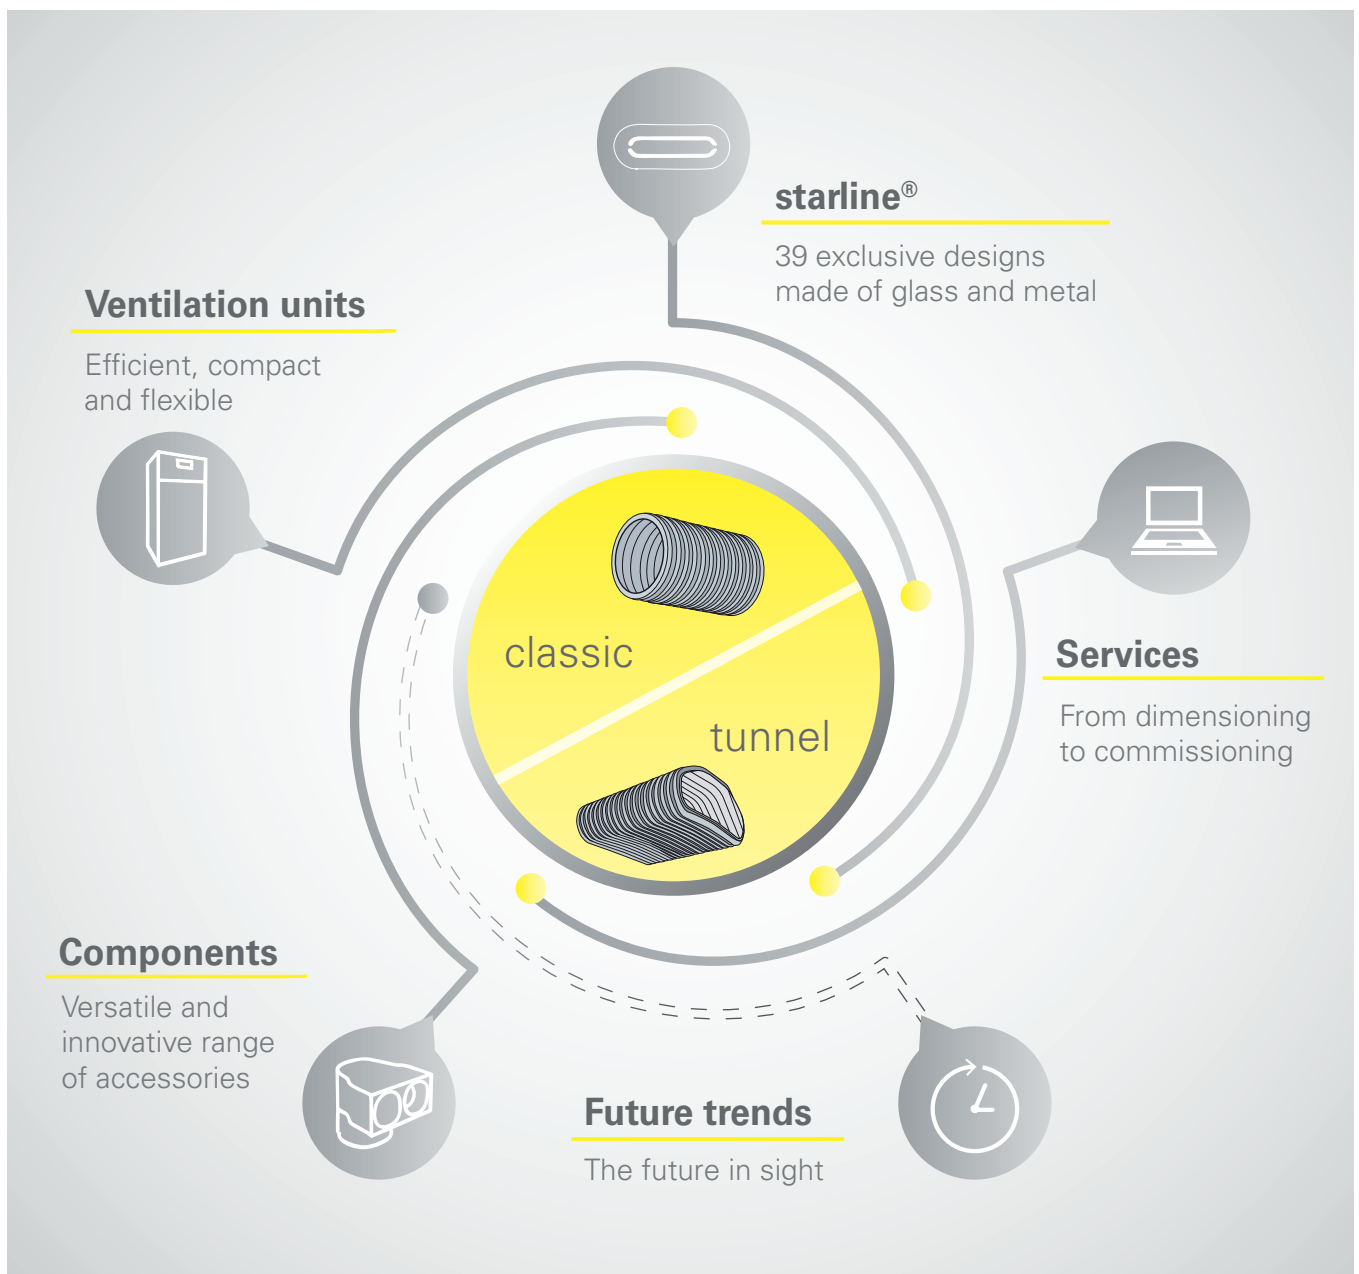 starline®
39 exclusive designs
made of glass and metal
Ventilation units
Efficient, compact
and flexible
classic
tunnel
Services
From dimensioning
to commissioning
Components
Versatile and
innovative range
of accessories
Future trends
The future in sight